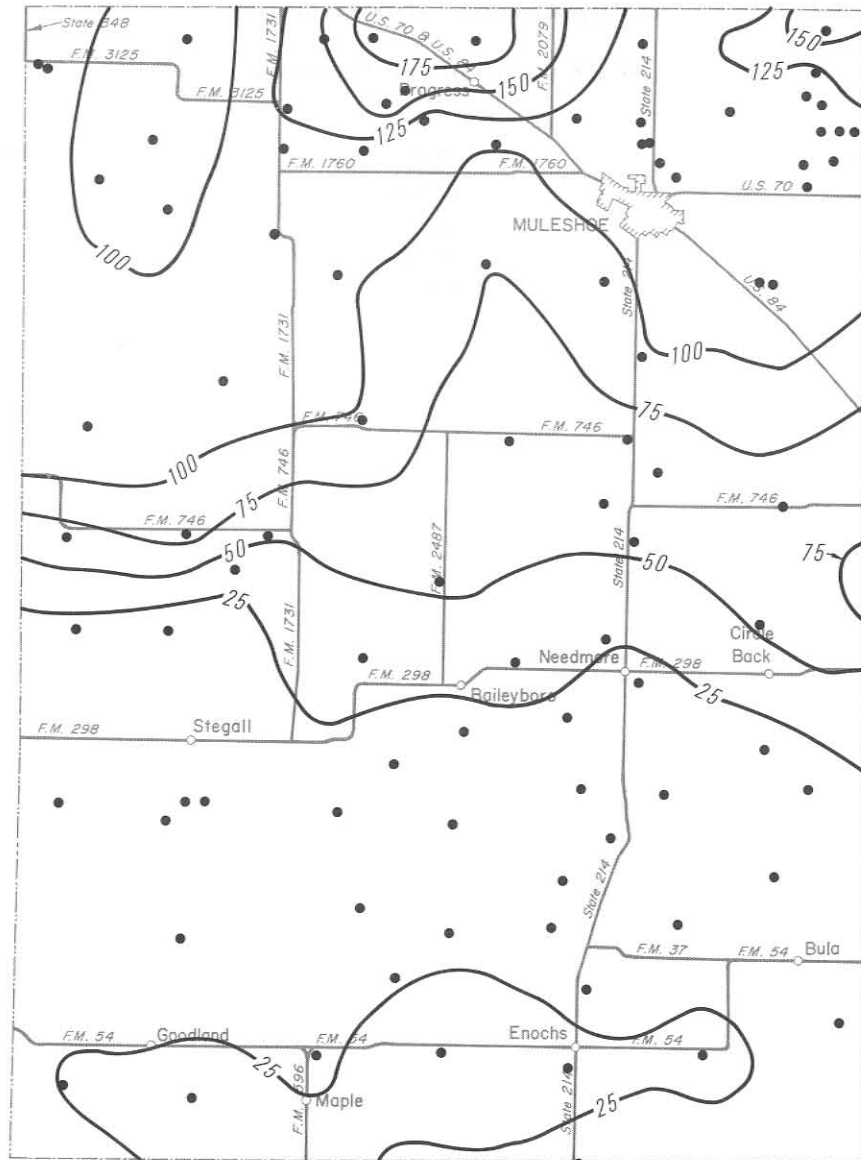 State 348
F.M. 3125
F.M. 1731
U.S. 70 & U.S. 84
F.M. 2079
150
175
150
125
F.M. 3125
Progress
State 214
125
F.M. 1760
F.M. 1760
U.S. 70
MULESHOE
100
State 214
U.S. 84
F.M. 1731
100
75
F.M. 746
100
75
F.M. 746
F.M. 746
F.M. 746
F.M. 2487
State 214
50
50
75
25
F.M. 1731
Circle
Back
Needmore
F.M. 298
F.M. 298
25
Baileyboro
Stegall
F.M. 298
State 214
F.M. 37
F.M. 54
Bula
F.M. 54
Goodland
F.M. 54
Enochs
F.M. 54
25
F.M. 596
Maple
State 214
25